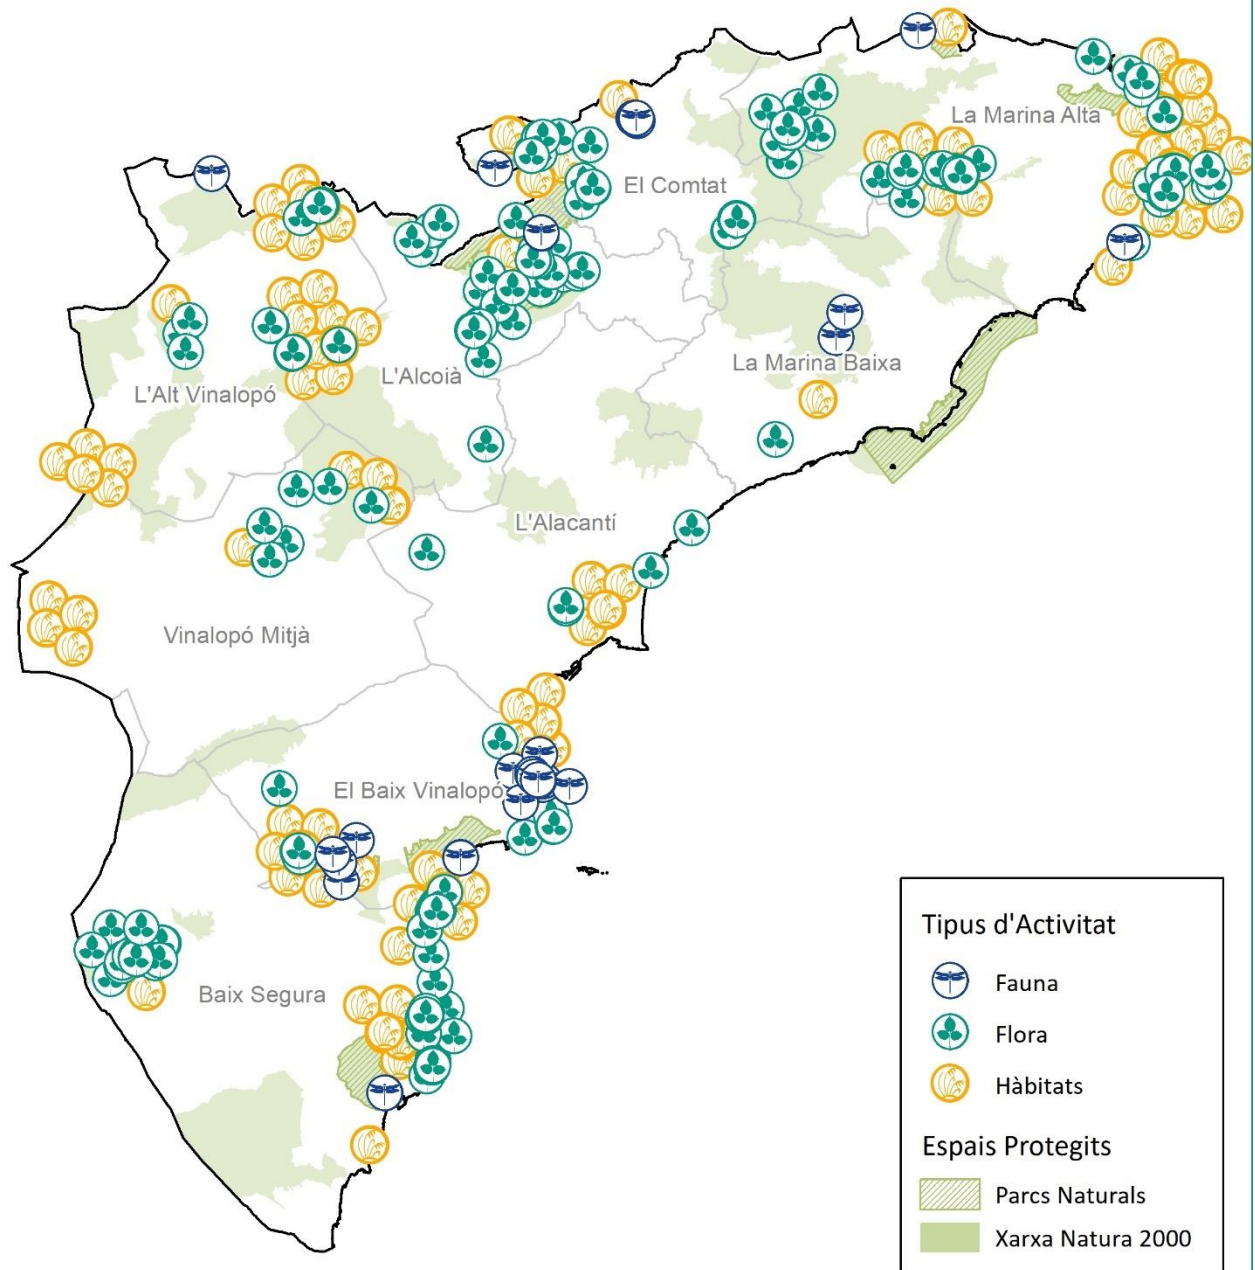 La Marina Alta
El Comtat
La Marina Baixa
L'Alcoià
L'Alt Vinalopó
L'Alacantí
Vinalopó Mitjà
El Baix Vinalopó
Baix Segura
Tipus d'Activitat
Fauna
Flora
Hàbitats
Espais Protegits
Parcs Naturals
Xarxa Natura 2000